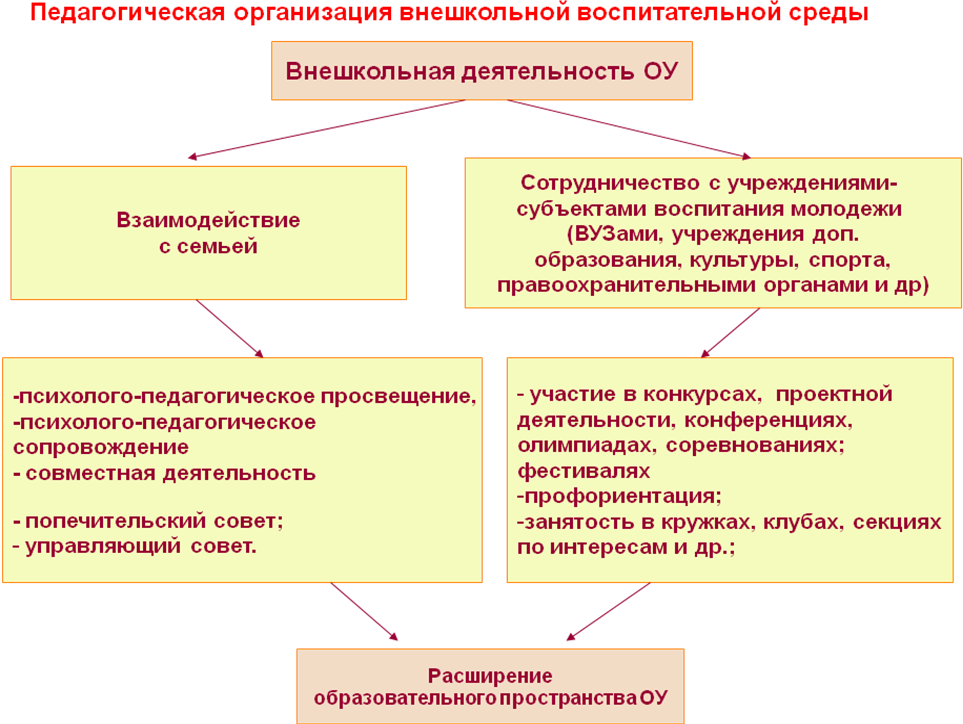 Педагогическая организация внешкольной воспитательной среды
Внешкольная деятельность ОУ
Взаимодействие
с семьей
Сотрудничество с учреждениями-
субъектами воспитания молодежи
(ВУЗами, учреждения доп.
образования, культуры, спорта,
правоохранительными органами и др)
-психолого-педагогическое просвещение,
-психолого-педагогическое
сопровождение
- совместная деятельность
- попечительский совет;
- управляющий совет.
- участие в конкурсах, проектной
деятельности, конференциях,
олимпиадах, соревнованиях;
фестивалях
-профориентация;
-занятость в кружках, клубах, секциях
по интересам и др.;
Расширение
образовательного пространства ОУ